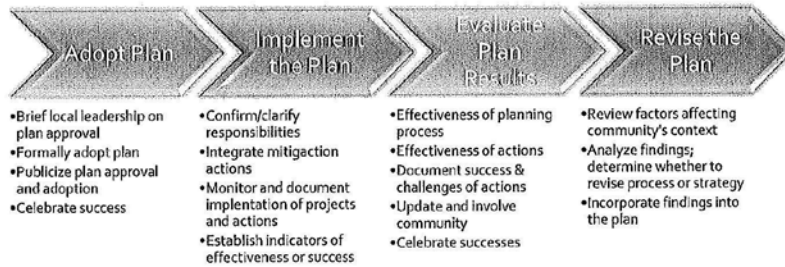 Adopt Plan
Implement
the Plan
Evaluate
Plan
Results
Revise the
Plan
•Brief local leadership on
plan approval
•Formally adopt plan
•Publicize plan approval
and adoption
•Celebrate success
•Confirm/clarify
responsibilities
•Integrate mitigaction
actions
•Monitor and document
implentation of projects
and actions
•Establish indicators of
effectiveness or success
•Effectiveness of planning
process
•Effectiveness of actions
•Document success &
challenges of actions
•Update and involve
community
•Celebrate successes
•Review factors affecting
community's context
•Analyze findings;
determine whether to
revise process or strategy
•Incorporate findings into
the plan